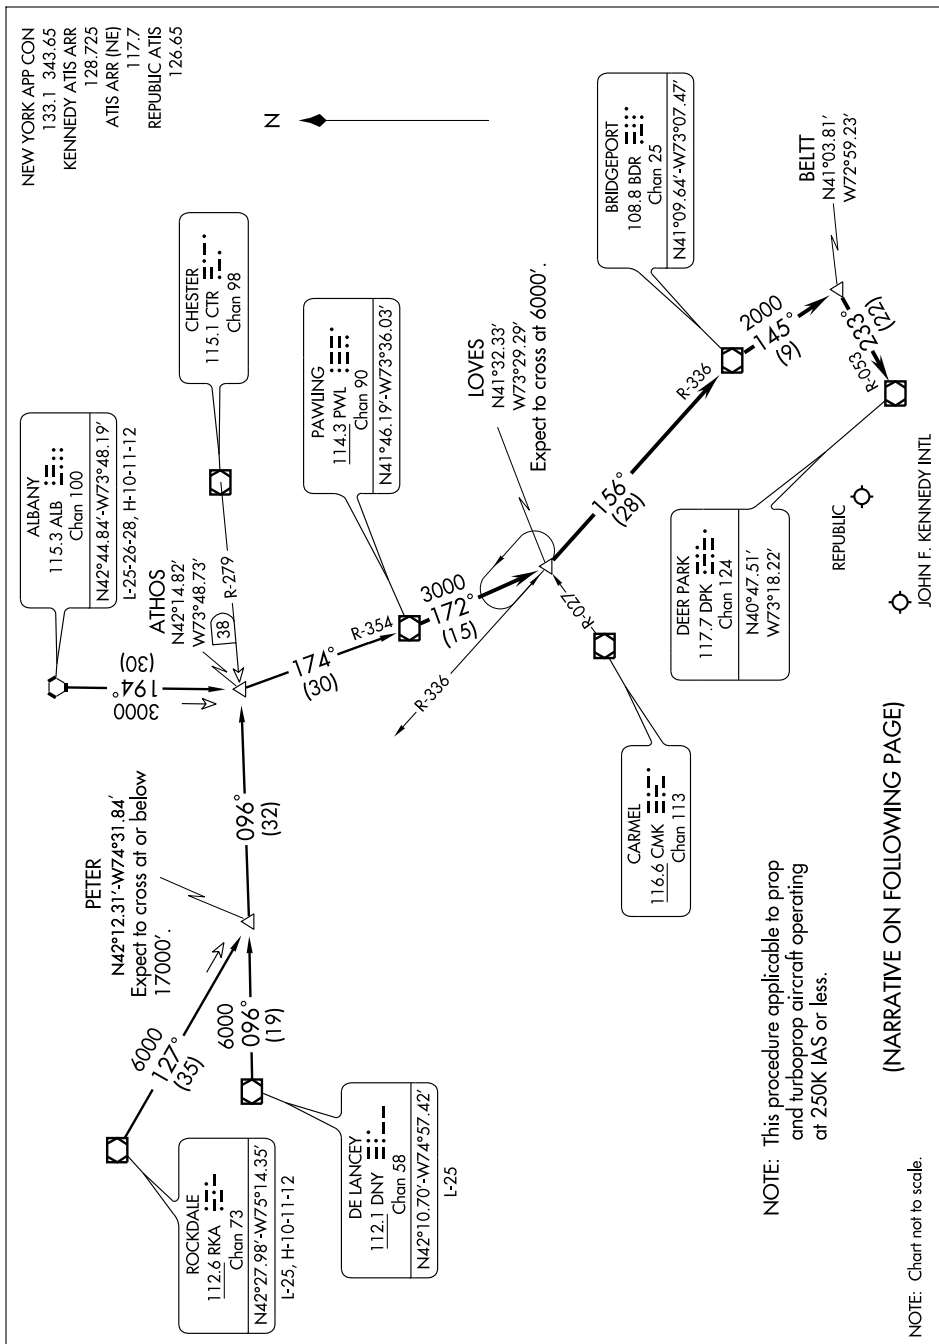 NEW YORK APP CON
133.1 343.65
KENNEDY ATIS ARR
128.725
ATIS ARR (NE)
117.7
REPUBLIC ATIS
126.65
N
ALBANY
115.3 ALB
Chan 100
N42°44.84'-W73°48.19'
L-25-26-28, H-10-11-12
CHESTER
115.1 CTR
Chan 98
ATHOS
N42°14.82'
W73°48.73'
R-279
38
3000
194°
(30)
PETER
N42°12.31'-W74°31.84'
Expect to cross at or below
17000'.
096°
(32)
6000
127°
(35)
6000
096°
(19)
ROCKDALE
112.6 RKA
Chan 73
N42°27.98'-W75°14.35'
L-25, H-10-11-12
DE LANCEY
112.1 DNY
Chan 58
N42°10.70'-W74°57.42'
L-25
174°
(30)
R-354
PAWLING
114.3 PWL
Chan 90
N41°46.19'-W73°36.03'
3000
172°
(15)
R-336
LOVES
N41°32.33'
W73°29.29'
Expect to cross at 6000'.
R-027
CARMEL
116.6 CMK
Chan 113
156°
(28)
R-336
BRIDGEPORT
108.8 BDR
Chan 25
N41°09.64'-W73°07.47'
2000
145°
(9)
BELTT
N41°03.81'
W72°59.23'
R-053
233°
(22)
DEER PARK
117.7 DPK
Chan 124
N40°47.51'
W73°18.22'
REPUBLIC
JOHN F. KENNEDY INTL
NOTE: This procedure applicable to prop
and turboprop aircraft operating
at 250K IAS or less.
(NARRATIVE ON FOLLOWING PAGE)
NOTE: Chart not to scale.